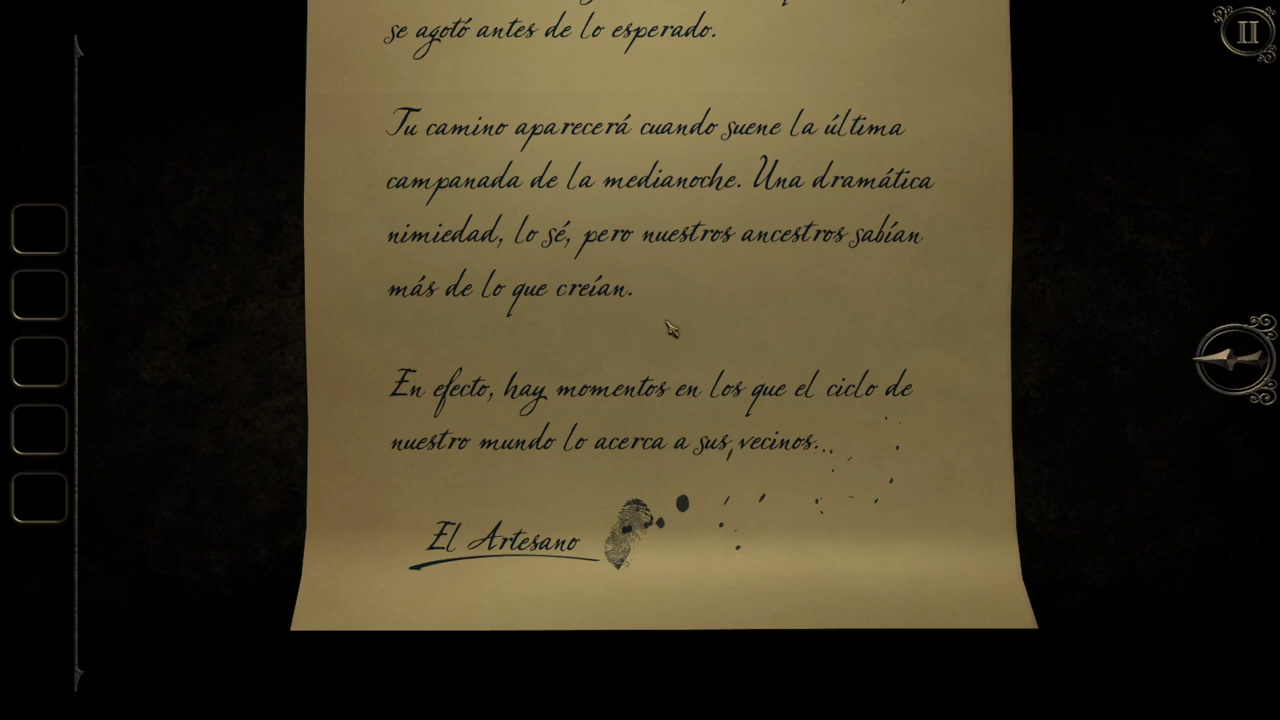 se agotó antes de lo esperado.
Tu camino aparecerá cuando suene la última
campanada de la medianoche. Una dramática
nimiedad, lo sé, pero nuestros ancestros sabían
más de lo que creían.
En efecto, hay momentos en los que el ciclo de
nuestro mundo lo acerca a sus vecinos...
El Artesano